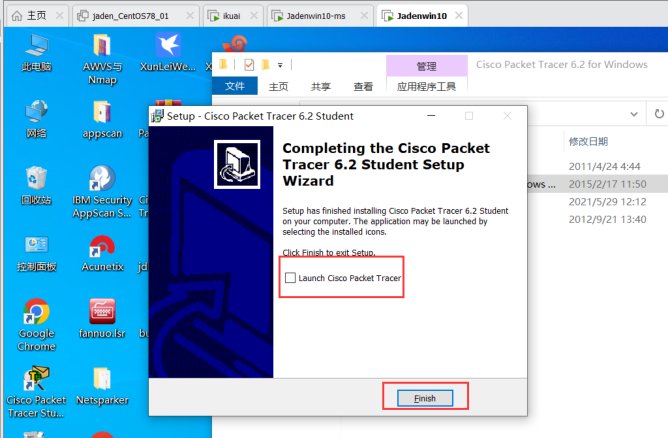 主页
jaden_CentOS78_01
ikuai
Jadenwin10-ms
Jadenwin10
此电脑
AWVS与
Nmap
XunLeiWe...
管理
Cisco Packet Tracer 6.2 for Windows
文件
主页
共享
查看
应用程序工具
Setup - Cisco Packet Tracer 6.2 Student
Completing the Cisco Packet
Tracer 6.2 Student Setup
Wizard
Setup has finished installing Cisco Packet Tracer 6.2 Student
on your computer. The application may be launched by
selecting the installed icons.
Click Finish to exit Setup.
Launch Cisco Packet Tracer
Finish
修改日期
2011/4/24 4:44
ows ...
2015/2/17 11:50
2021/5/29 12:12
2012/9/21 13:40
网络
appscan
回收站
IBM Security
AppScan S...
控制面板
Acunetix
Google
Chrome
fannuo.lsr
Cisco Packet
Tracer Stu...
Netsparker